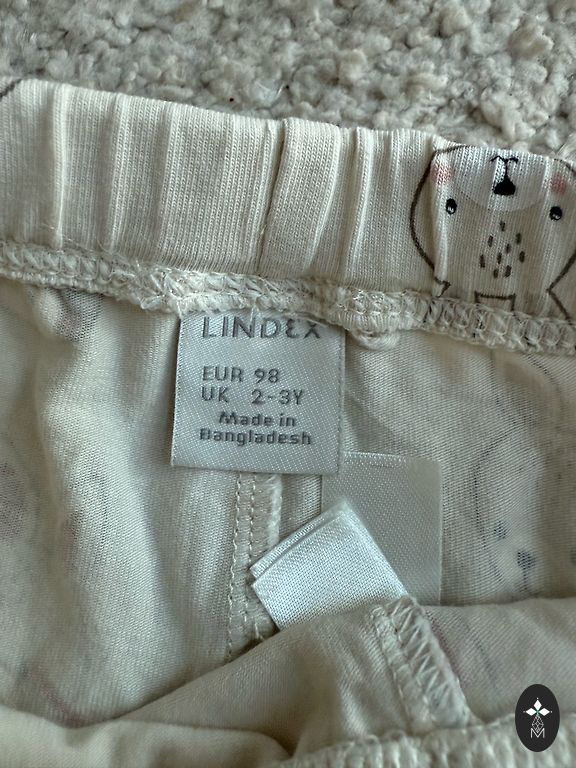 LINDEX
EUR 98
UK 2-3Y
Made in
Bangladesh